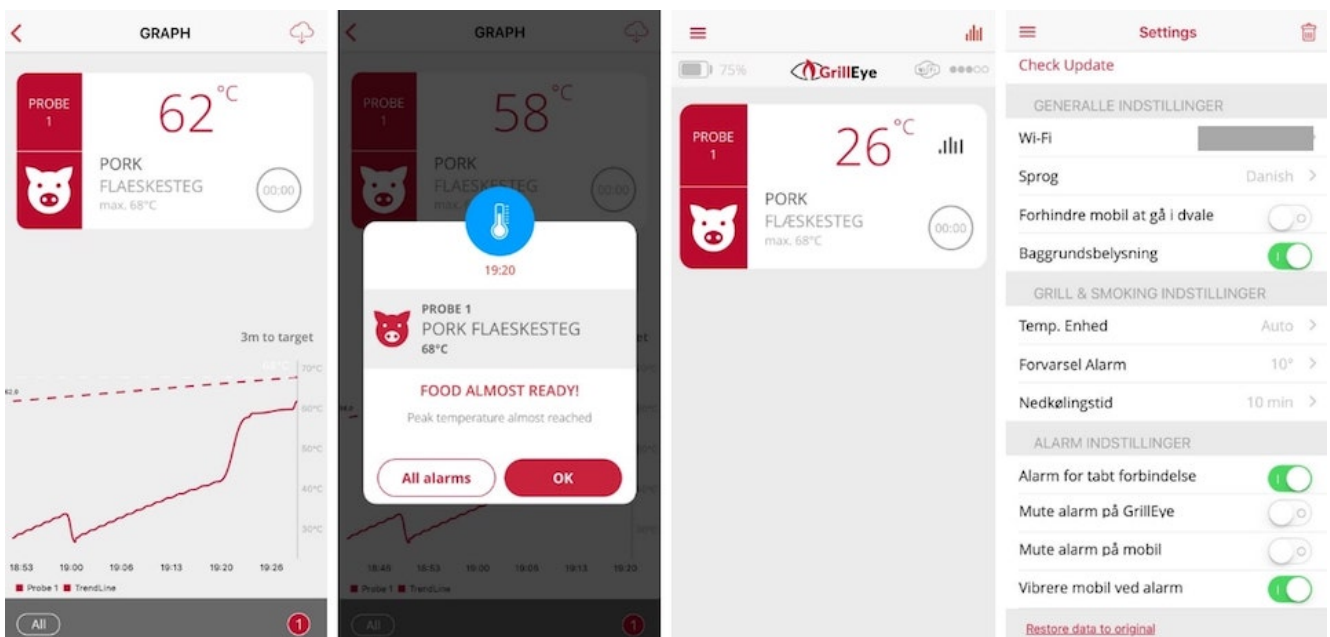 GRAPH
PROBE
1
62°C
PORK
FLAESKESTEG
max. 68°C
00:00
3m to target
68°C
70°C
62,0
60°C
50°C
40°C
30°C
18:53 19:00 19:06 19:13 19:20 19:26
Probe 1 TrendLine
All
1
GRAPH
PROBE
1
58°C
PORK
FLAESKESTEG
max.
00:00
19:20
PROBE 1
PORK FLAESKESTEG
68°C
FOOD ALMOST READY!
Peak temperature almost reached
All alarms
OK
18:46 18:53 19:00 19:06 19:13 19:20
Probe 1 TrendLine
All
1
75%
GrillEye
PROBE
1
26°C
PORK
FLÆSKESTEG
max. 68°C
00:00
Settings
Check Update
GENERALLE INDSTILLINGER
Wi-Fi
Sprog Danish
Forhindre mobil at gå i dvale
Baggrundsbelysning
GRILL & SMOKING INDSTILLINGER
Temp. Enhed Auto
Forvarsel Alarm 10°
Nedkølingstid 10 min
ALARM INDSTILLINGER
Alarm for tabt forbindelse
Mute alarm på GrillEye
Mute alarm på mobil
Vibrere mobil ved alarm
Restore data to original